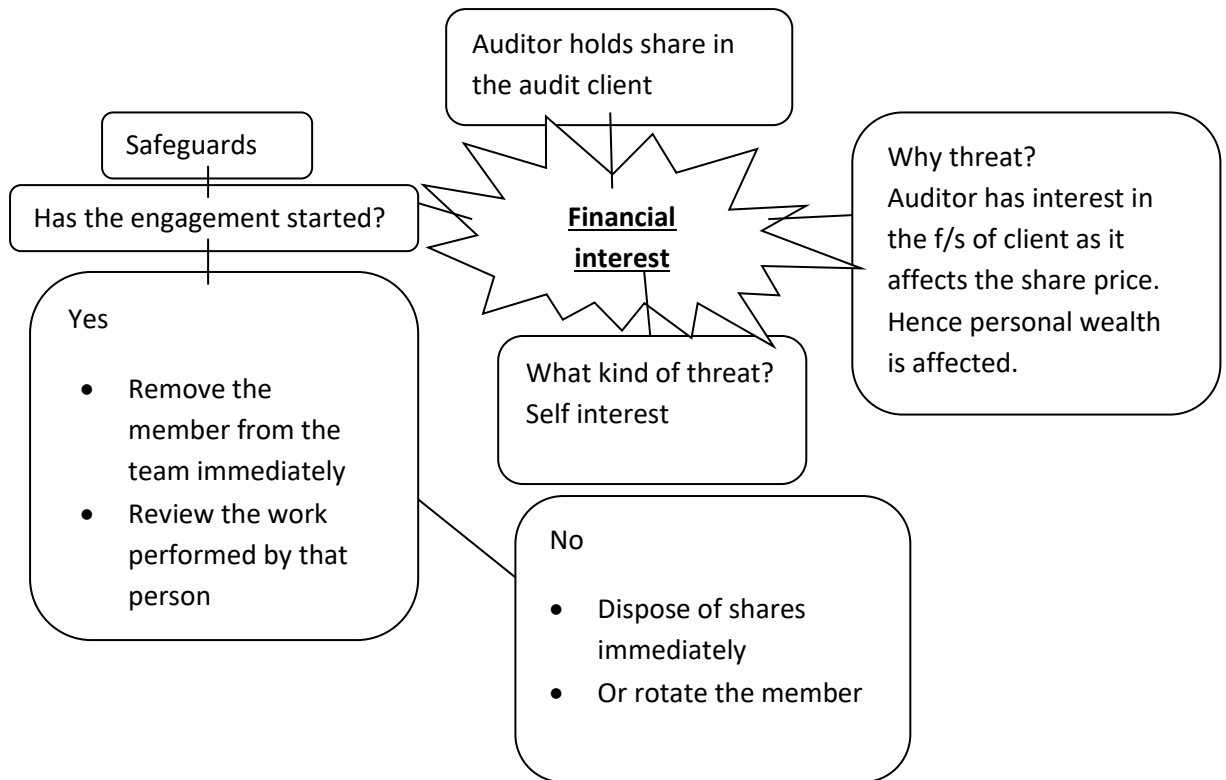 Auditor holds share in
the audit client
Safeguards
Has the engagement started?
Financial
interest
Why threat?
Auditor has interest in
the f/s of client as it
affects the share price.
Hence personal wealth
is affected.
Yes
• Remove the
member from the
team immediately
• Review the work
performed by that
person
What kind of threat?
Self interest
No
• Dispose of shares
immediately
• Or rotate the member